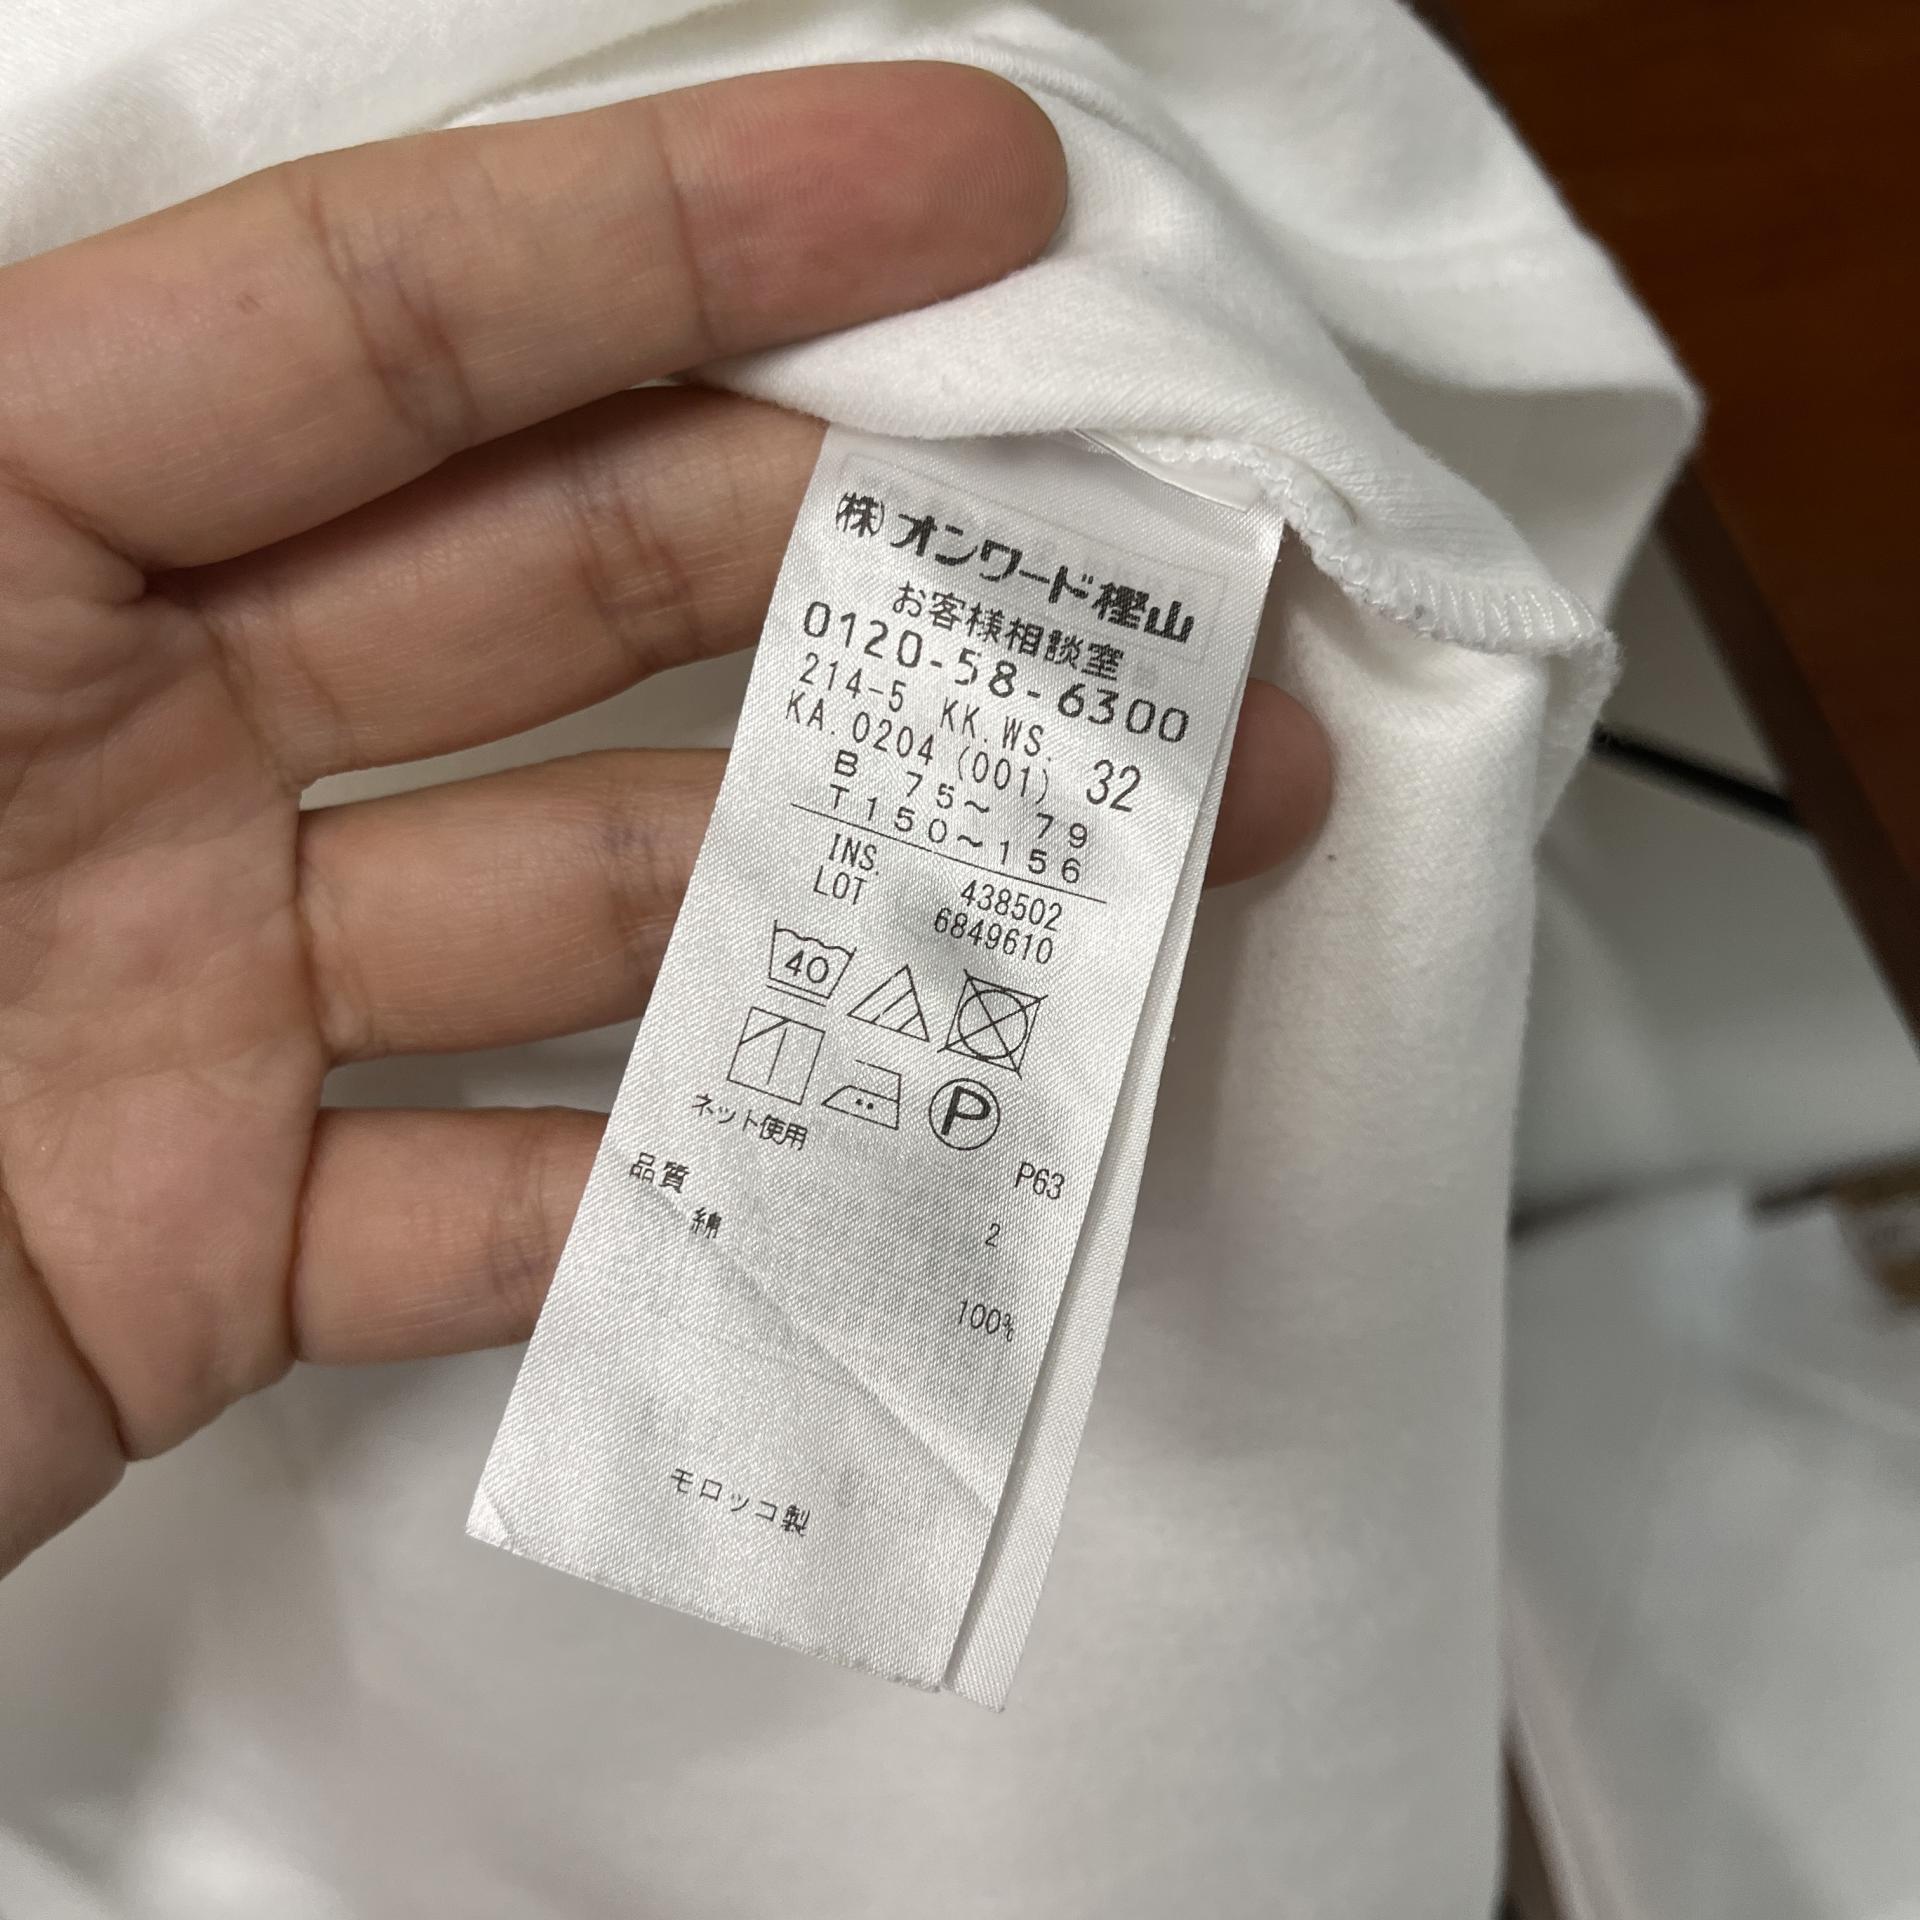 ㈱オンワード樫山
お客様相談室
0120-58-6300
214-5 KK.WS.
KA.0204 (001) 32
B 75～ 79
T150～156
INS. 438502
LOT 6849610
40
P
ネット使用
品質 P63
綿 2
100%
モロッコ製